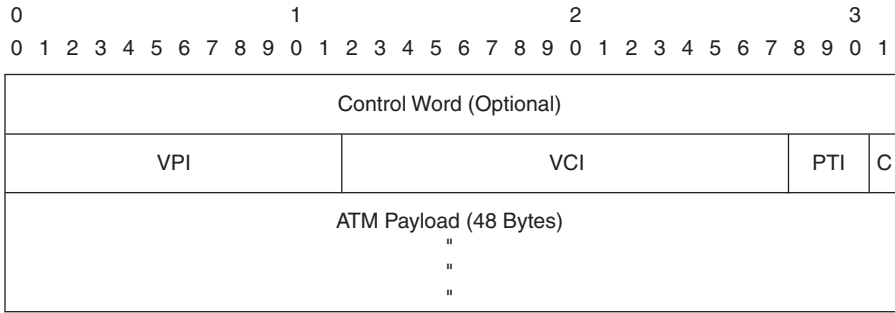 0 1 2 3
0 1 2 3 4 5 6 7 8 9 0 1 2 3 4 5 6 7 8 9 0 1 2 3 4 5 6 7 8 9 0 1
Control Word (Optional)
VPI VCI PTI C
ATM Payload (48 Bytes)
"
"
"